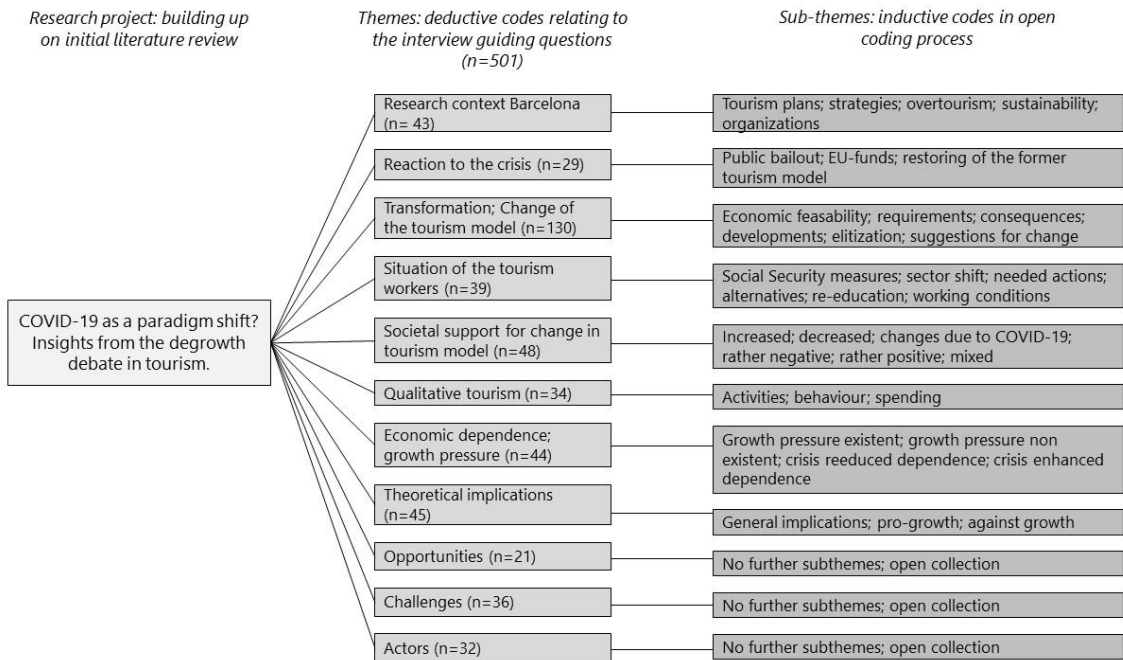 Research project: building up
on initial literature review
Themes: deductive codes relating to
the interview guiding questions
(n=501)
Sub-themes: inductive codes in open
coding process
COVID-19 as a paradigm shift?
Insights from the degrowth
debate in tourism.
Research context Barcelona
(n= 43)
Tourism plans; strategies; overtourism; sustainability;
organizations
Reaction to the crisis (n=29)
Public bailout; EU-funds; restoring of the former
tourism model
Transformation; Change of
the tourism model (n=130)
Economic feasability; requirements; consequences;
developments; elitization; suggestions for change
Situation of the tourism
workers (n=39)
Social Security measures; sector shift; needed actions;
alternatives; re-education; working conditions
Societal support for change in
tourism model (n=48)
Increased; decreased; changes due to COVID-19;
rather negative; rather positive; mixed
Qualitative tourism (n=34)
Activities; behaviour; spending
Economic dependence;
growth pressure (n=44)
Growth pressure existent; growth pressure non
existent; crisis reeduced dependence; crisis enhanced
dependence
Theoretical implications
(n=45)
General implications; pro-growth; against growth
Opportunities (n=21)
No further subthemes; open collection
Challenges (n=36)
No further subthemes; open collection
Actors (n=32)
No further subthemes; open collection